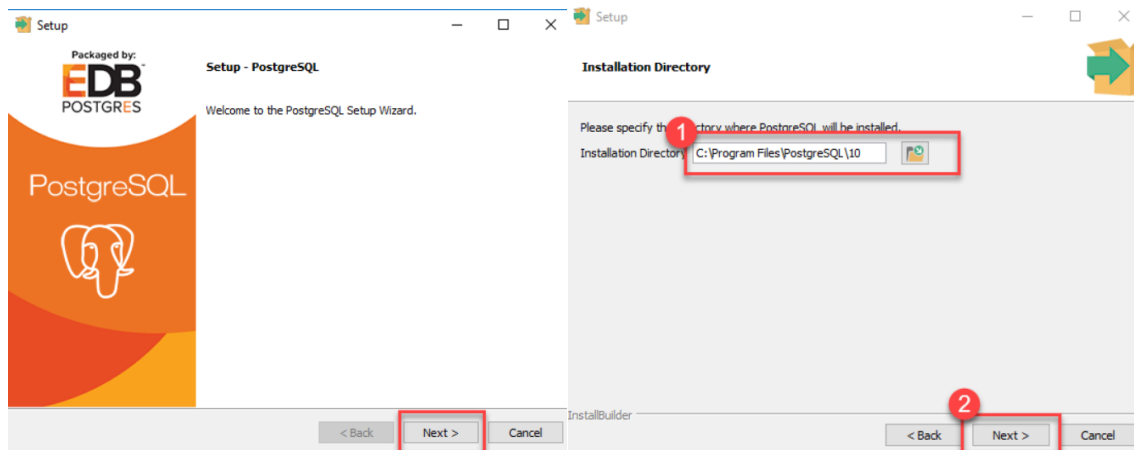 Setup
Packaged by:
EDB
POSTGRES
Setup - PostgreSQL
Welcome to the PostgreSQL Setup Wizard.
PostgreSQL
< Back
Next >
Cancel
Setup
Installation Directory
Please specify the directory where PostgreSQL will be installed.
1
Installation Directory C:\Program Files\PostgreSQL\10
InstallBuilder
2
< Back
Next >
Cancel